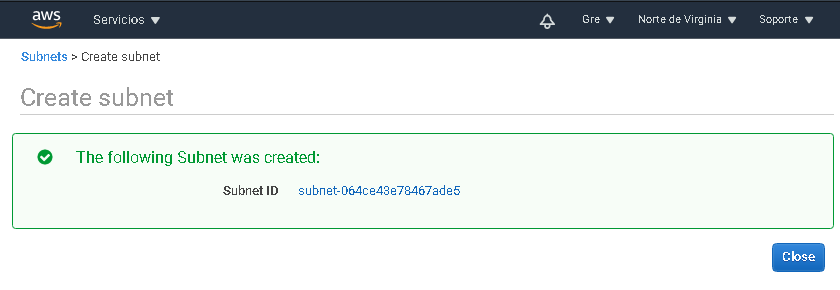 aws Servicios Gre Norte de Virginia Soporte
Subnets > Create subnet
Create subnet
The following Subnet was created:
Subnet ID subnet-064ce43e78467ade5
Close